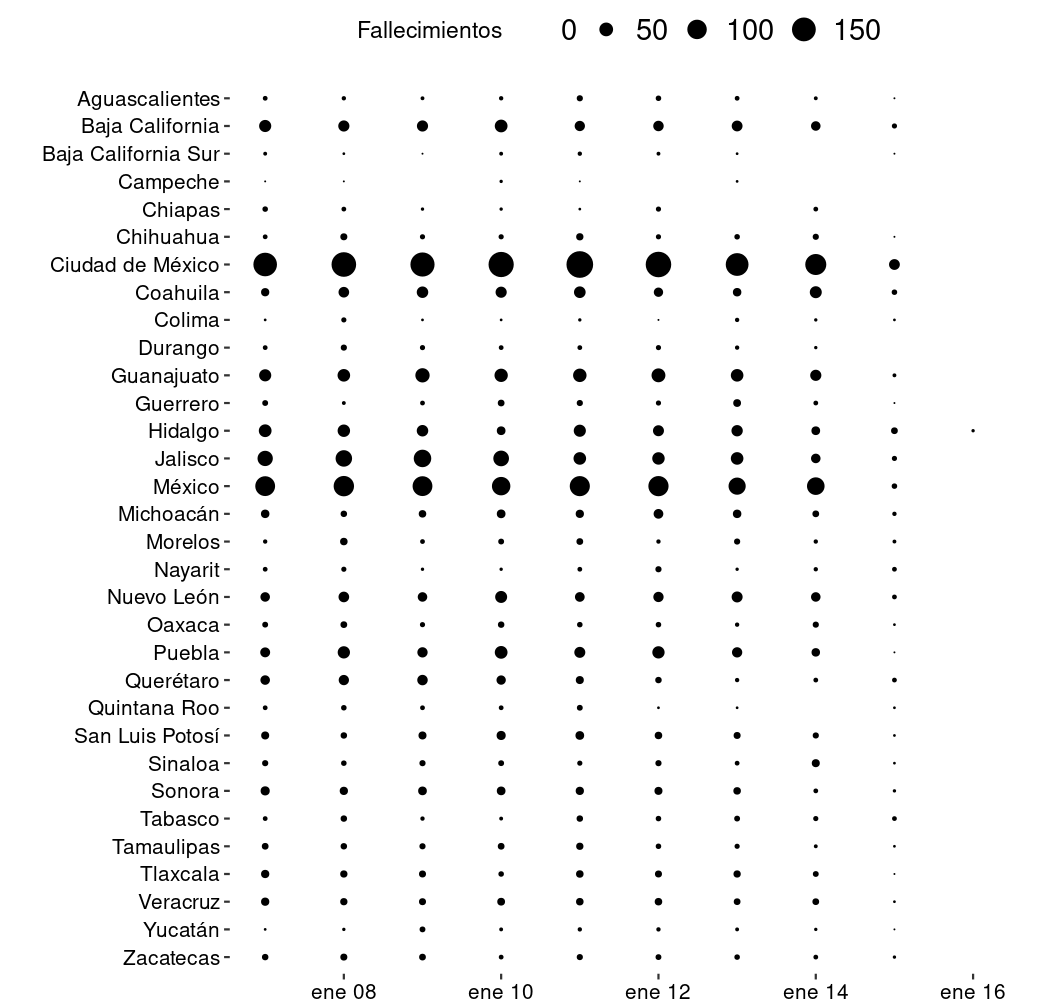 Fallecimientos 0 50 100 150
Aguascalientes
Baja California
Baja California Sur
Campeche
Chiapas
Chihuahua
Ciudad de México
Coahuila
Colima
Durango
Guanajuato
Guerrero
Hidalgo
Jalisco
México
Michoacán
Morelos
Nayarit
Nuevo León
Oaxaca
Puebla
Querétaro
Quintana Roo
San Luis Potosí
Sinaloa
Sonora
Tabasco
Tamaulipas
Tlaxcala
Veracruz
Yucatán
Zacatecas
ene 08 ene 10 ene 12 ene 14 ene 16